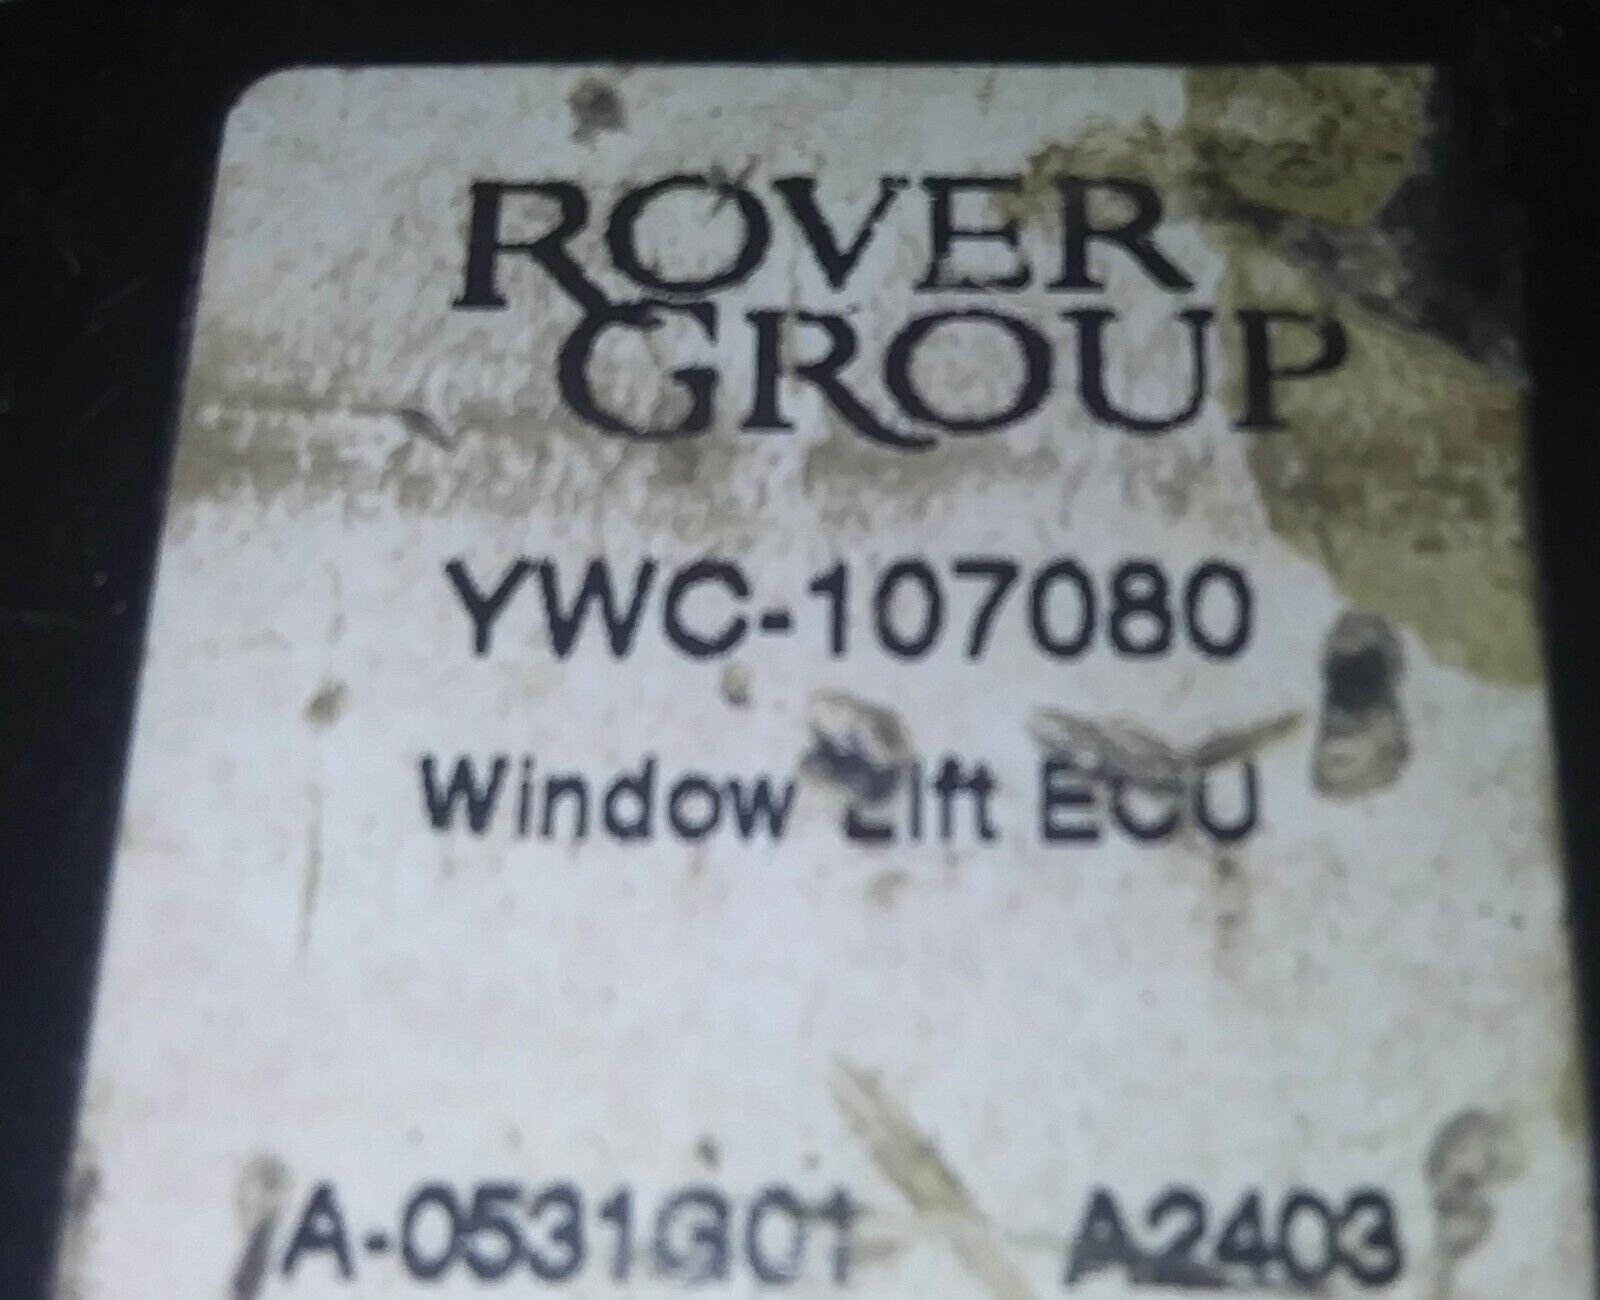 ROVER
GROUP
YWC-107080
Window Lift ECU
A-0531G01 A2403